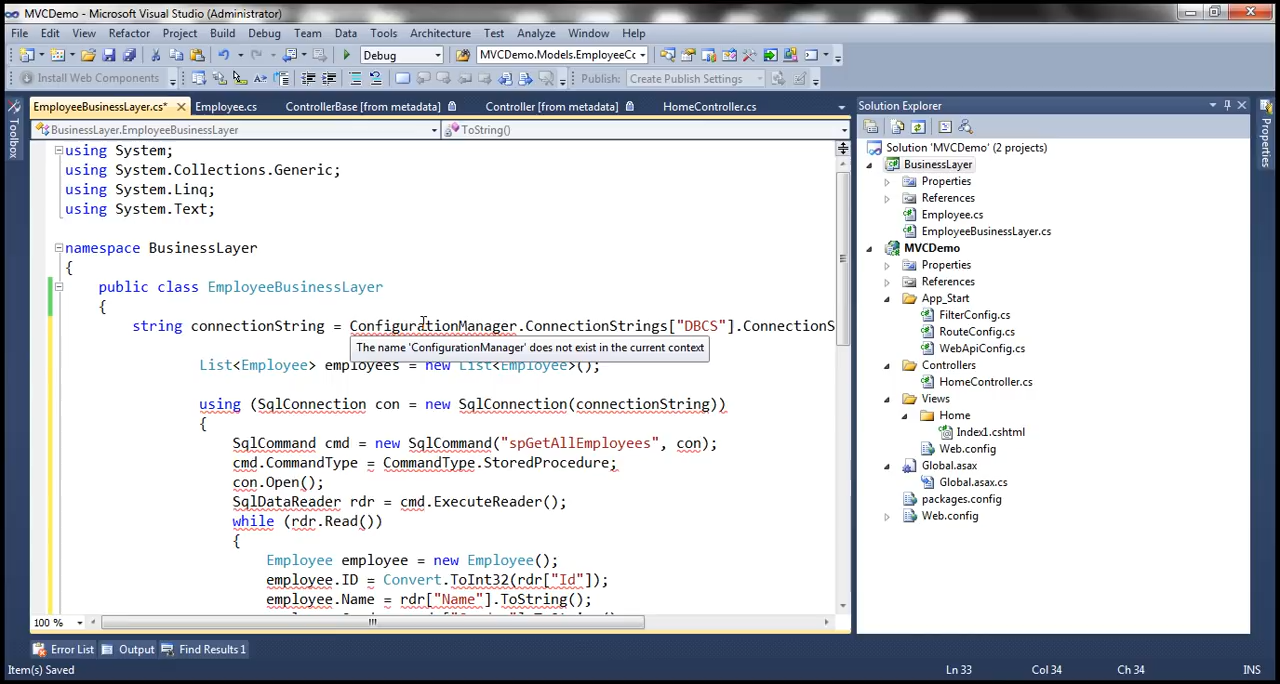 MVCDemo - Microsoft Visual Studio (Administrator)
File Edit View Refactor Project Build Debug Team Data Tools Architecture Test Analyze Window Help
Debug MVCDemo.Models.EmployeeCo
Install Web Components Publish: Create Publish Settings
EmployeeBusinessLayer.cs* Employee.cs ControllerBase [from metadata] Controller [from metadata] HomeController.cs
BusinessLayer.EmployeeBusinessLayer ToString()
using System;
using System.Collections.Generic;
using System.Linq;
using System.Text;
namespace BusinessLayer
{
public class EmployeeBusinessLayer
{
string connectionString = ConfigurationManager.ConnectionStrings["DBCS"].ConnectionS
The name 'ConfigurationManager' does not exist in the current context
List<Employee> employees = new List<Employee>();
using (SqlConnection con = new SqlConnection(connectionString))
{
SqlCommand cmd = new SqlCommand("spGetAllEmployees", con);
cmd.CommandType = CommandType.StoredProcedure;
con.Open();
SqlDataReader rdr = cmd.ExecuteReader();
while (rdr.Read())
{
Employee employee = new Employee();
employee.ID = Convert.ToInt32(rdr["Id"]);
employee.Name = rdr["Name"].ToString();
100 %
Error List Output Find Results 1
Item(s) Saved Ln 33 Col 34 Ch 34 INS
Toolbox
Solution Explorer
Solution 'MVCDemo' (2 projects)
BusinessLayer
Properties
References
Employee.cs
EmployeeBusinessLayer.cs
MVCDemo
Properties
References
App_Start
FilterConfig.cs
RouteConfig.cs
WebApiConfig.cs
Controllers
HomeController.cs
Views
Home
Index1.cshtml
Web.config
Global.asax
Global.asax.cs
packages.config
Web.config
Properties